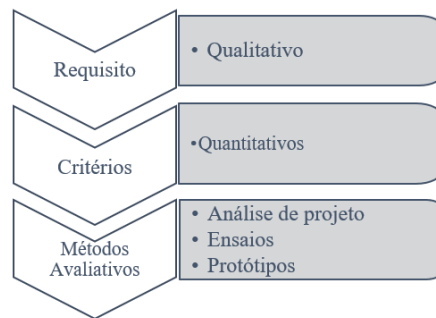 Requisito
• Qualitativo
Critérios
•Quantitativos
Métodos
Avaliativos
• Análise de projeto
• Ensaios
• Protótipos